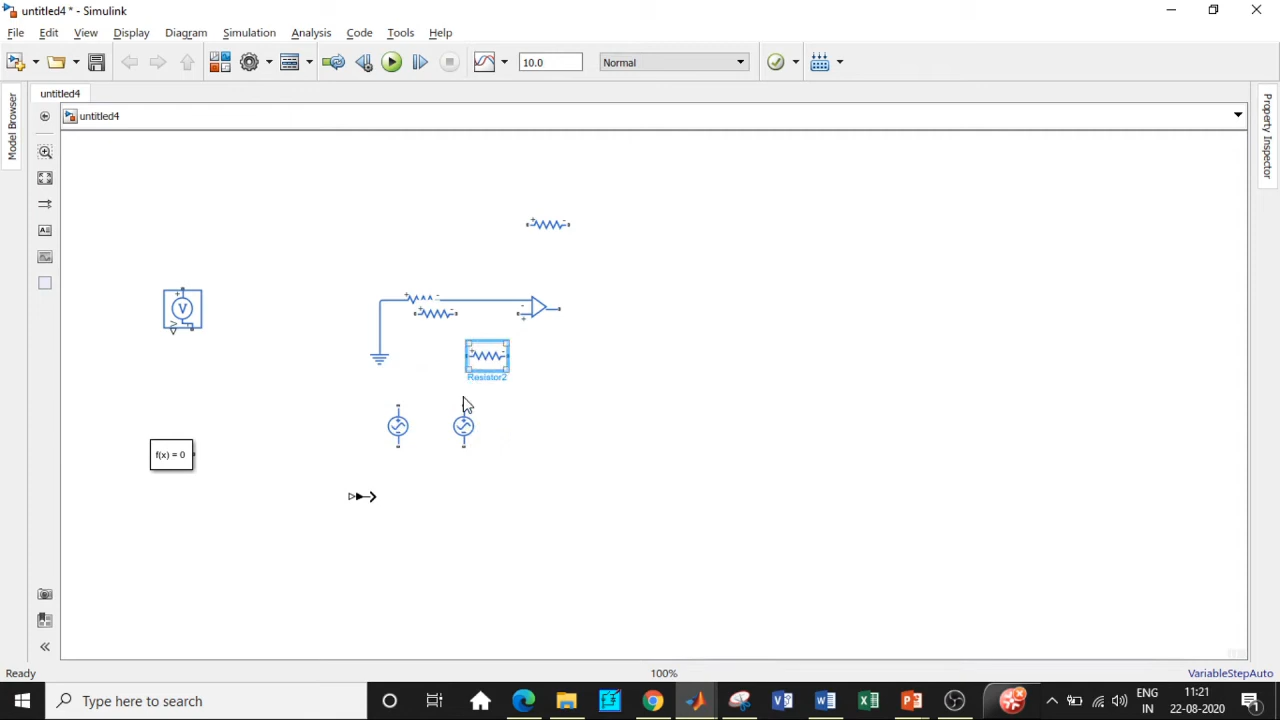 untitled4 * - Simulink
File Edit View Display Diagram Simulation Analysis Code Tools Help
10.0 Normal
untitled4
untitled4
Model Browser
Property Inspector
V
Resistor2
f(x) = 0
Ready 100% VariableStepAuto
Type here to search
ENG 11:21
IN 22-08-2020